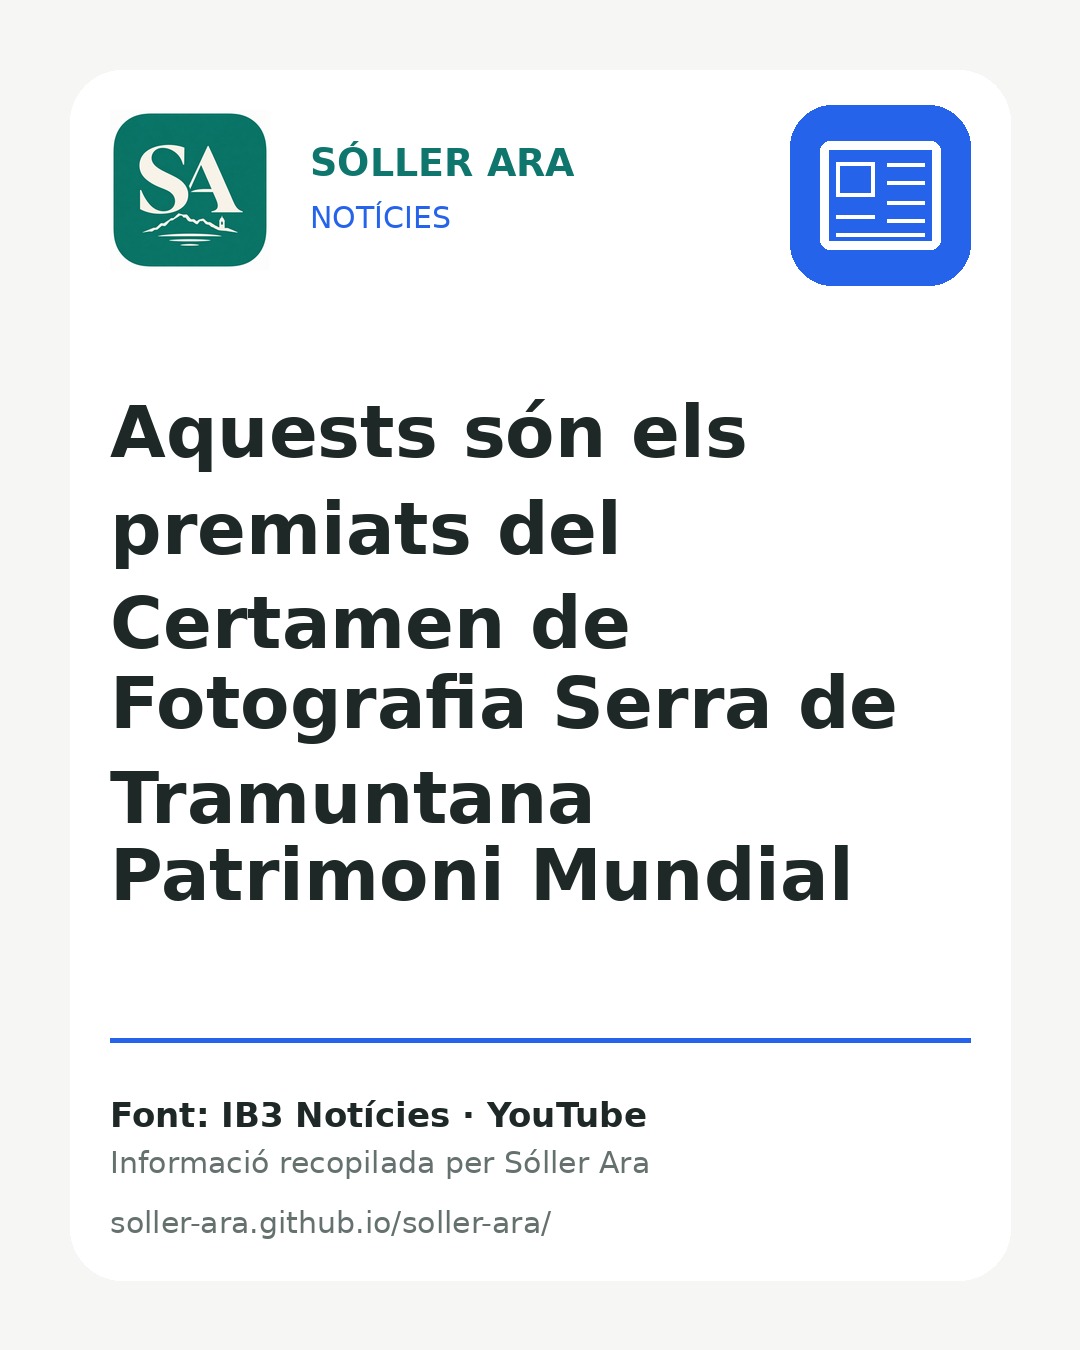 SA
SÓLLER ARA
NOTÍCIES
Aquests són els
premiats del
Certamen de
Fotografia Serra de
Tramuntana
Patrimoni Mundial
Font: IB3 Notícies · YouTube
Informació recopilada per Sóller Ara
soller-ara.github.io/soller-ara/